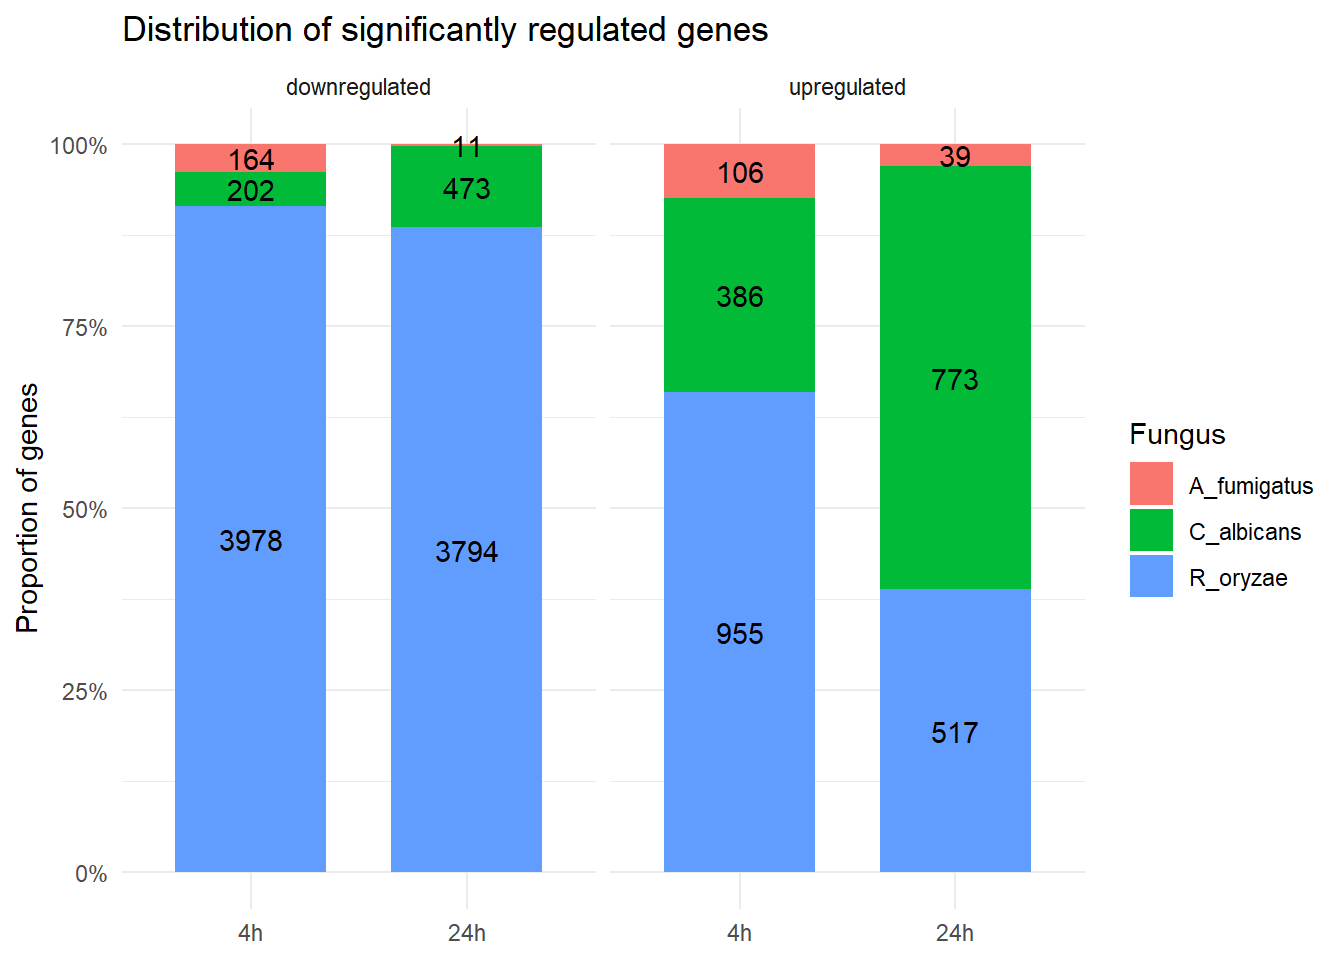 Distribution of significantly regulated genes
downregulated
upregulated
Proportion of genes
100%
75%
50%
25%
0%
164
202
3978
11
473
3794
106
386
955
39
773
517
4h
24h
4h
24h
Fungus
A_fumigatus
C_albicans
R_oryzae